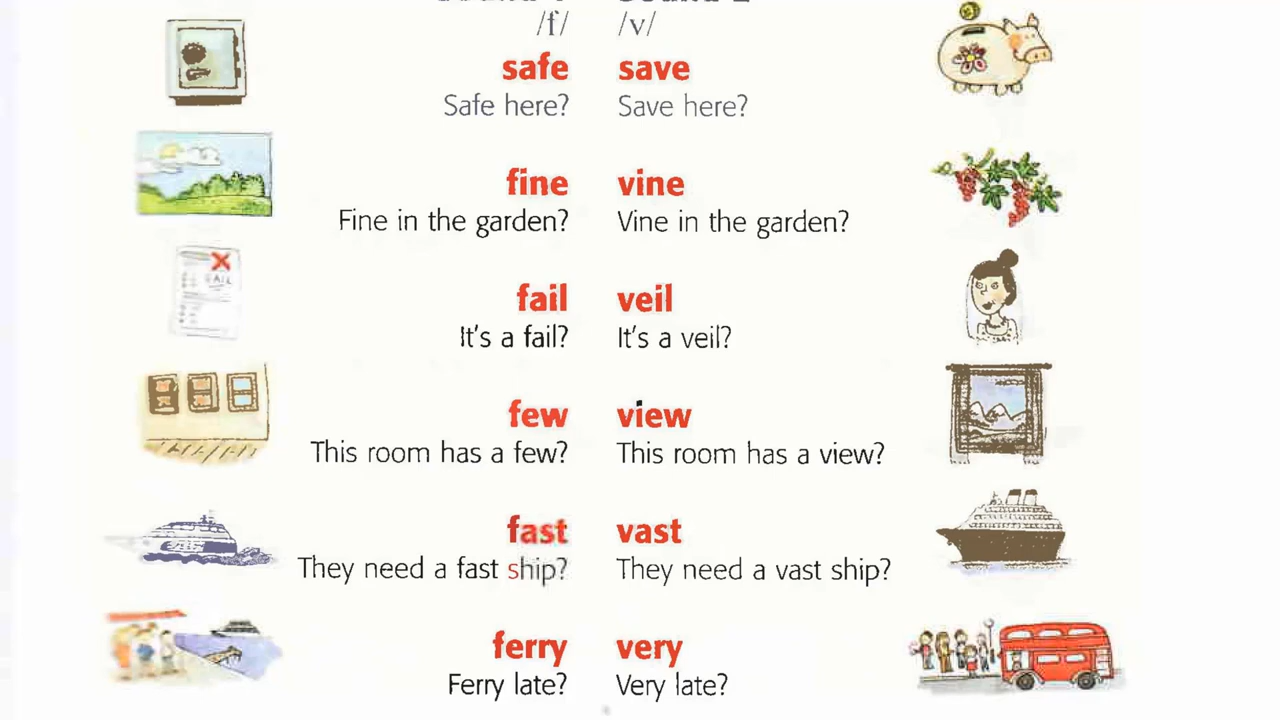 /f/ /v/
safe save
Safe here? Save here?
fine vine
Fine in the garden? Vine in the garden?
fail veil
It's a fail? It's a veil?
few view
This room has a few? This room has a view?
fast vast
They need a fast ship? They need a vast ship?
ferry very
Ferry late? Very late?